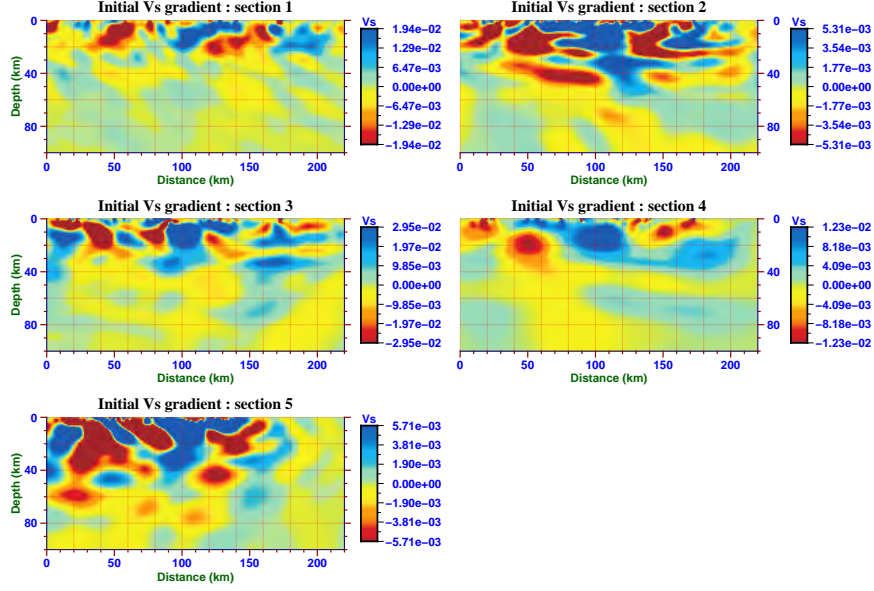 Initial Vs gradient : section 1
Vs
0
40
80
Depth (km)
0 50 100 150 200
Distance (km)
1.94e−02
1.29e−02
6.47e−03
0.00e+00
−6.47e−03
−1.29e−02
−1.94e−02
Initial Vs gradient : section 2
Vs
0
40
80
0 50 100 150 200
Distance (km)
5.31e−03
3.54e−03
1.77e−03
0.00e+00
−1.77e−03
−3.54e−03
−5.31e−03
Initial Vs gradient : section 3
Vs
0
40
80
Depth (km)
0 50 100 150 200
Distance (km)
2.95e−02
1.97e−02
9.85e−03
0.00e+00
−9.85e−03
−1.97e−02
−2.95e−02
Initial Vs gradient : section 4
Vs
0
40
80
0 50 100 150 200
Distance (km)
1.23e−02
8.18e−03
4.09e−03
0.00e+00
−4.09e−03
−8.18e−03
−1.23e−02
Initial Vs gradient : section 5
Vs
0
40
80
Depth (km)
0 50 100 150 200
Distance (km)
5.71e−03
3.81e−03
1.90e−03
0.00e+00
−1.90e−03
−3.81e−03
−5.71e−03